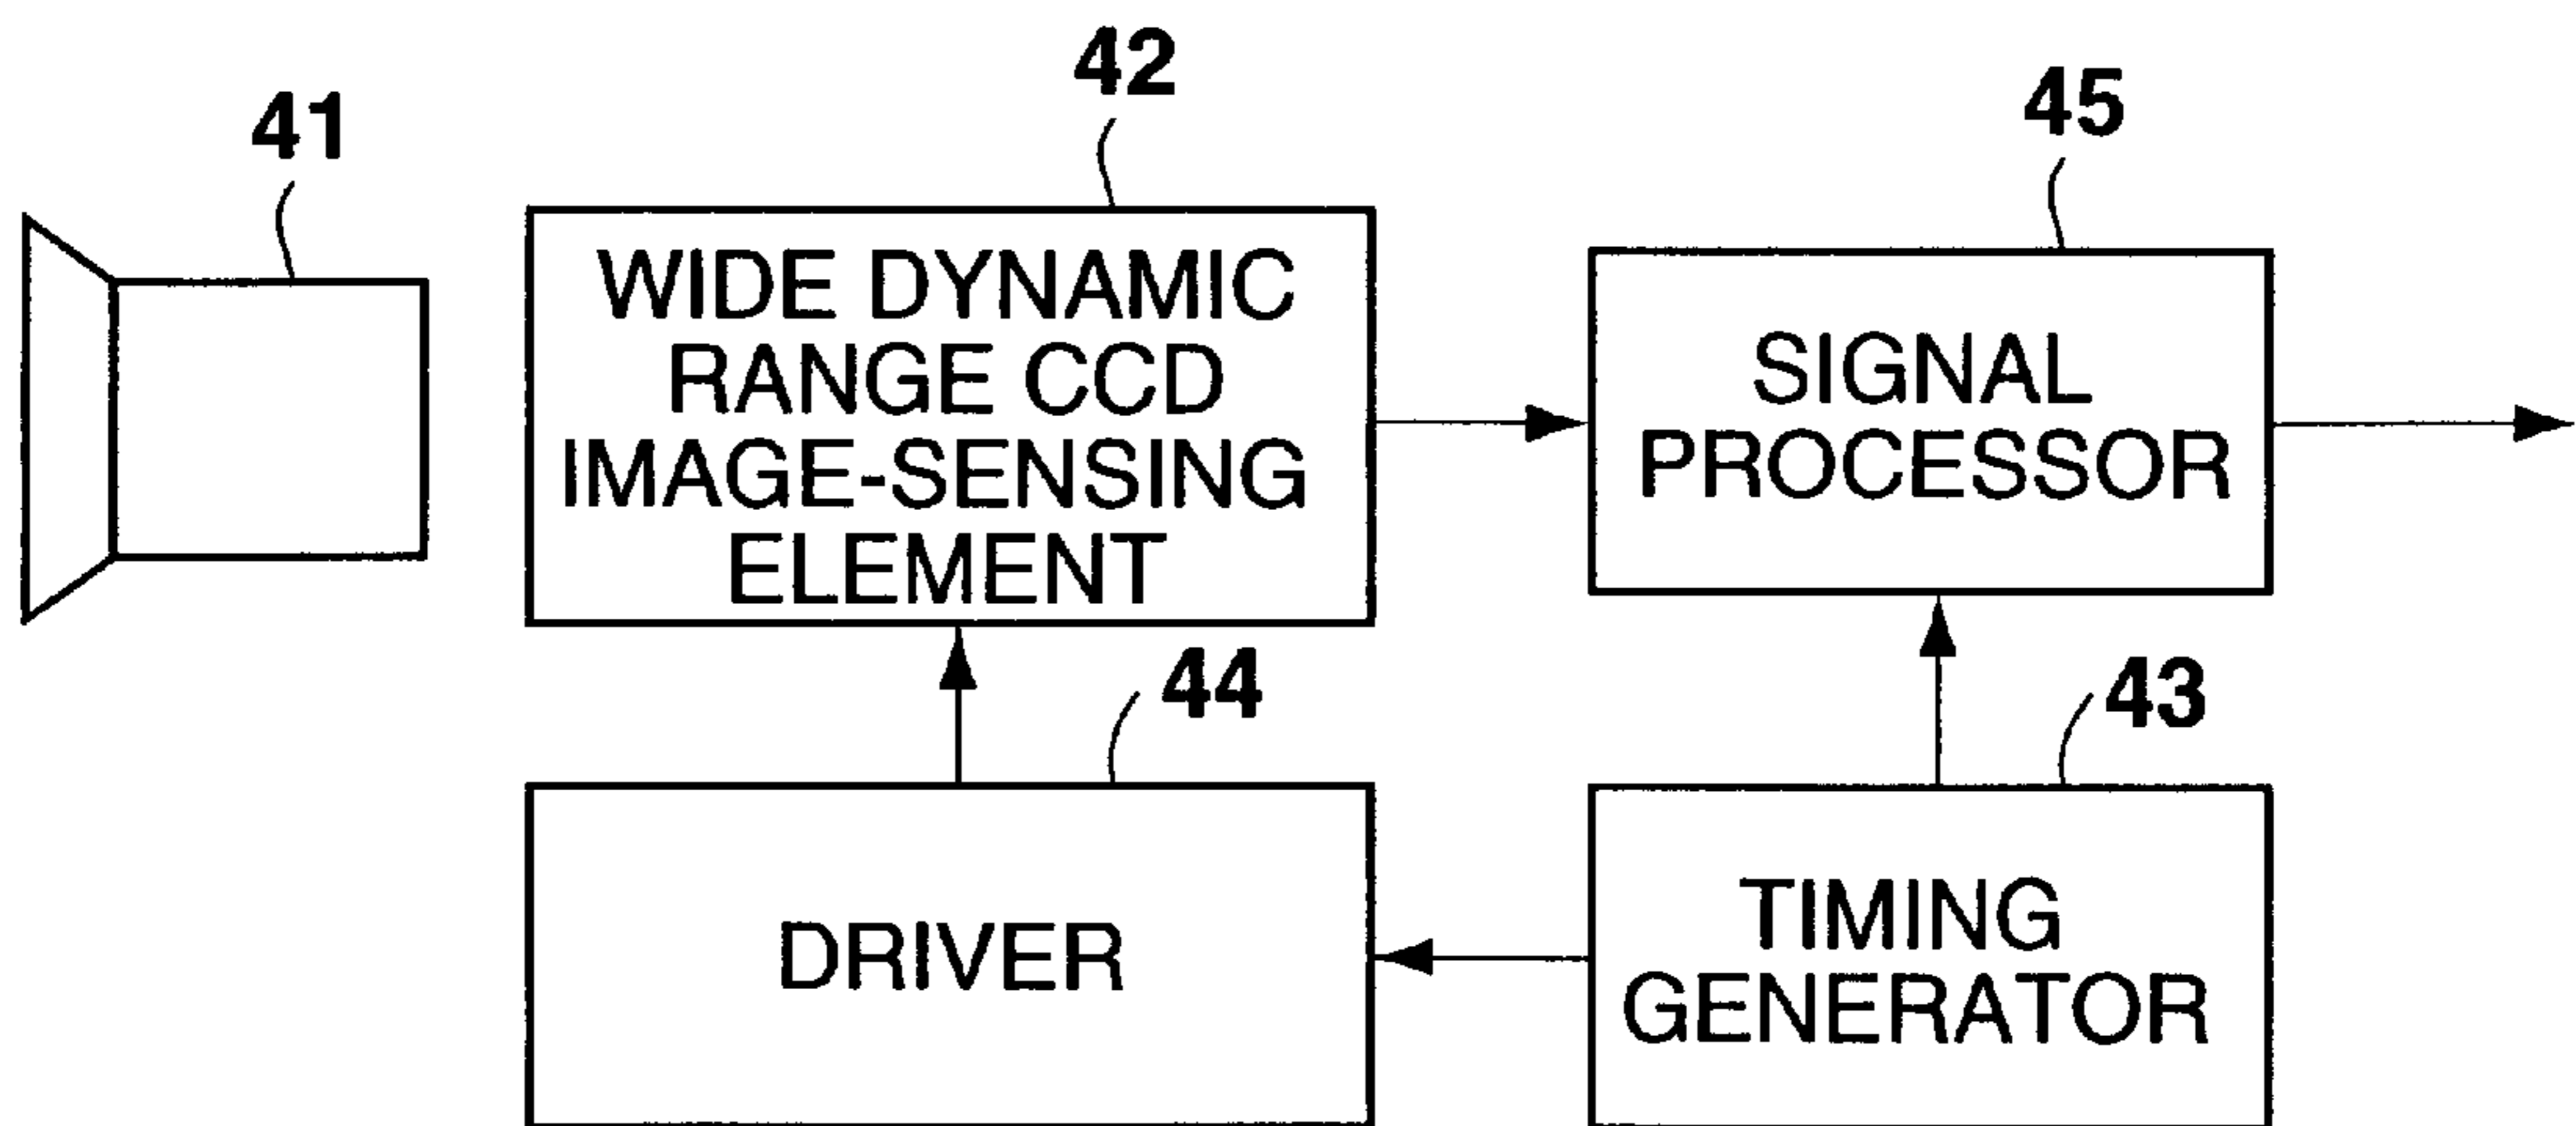 41
42
45
WIDE DYNAMIC
RANGE CCD
IMAGE-SENSING
ELEMENT
SIGNAL
PROCESSOR
44
43
DRIVER
TIMING
GENERATOR